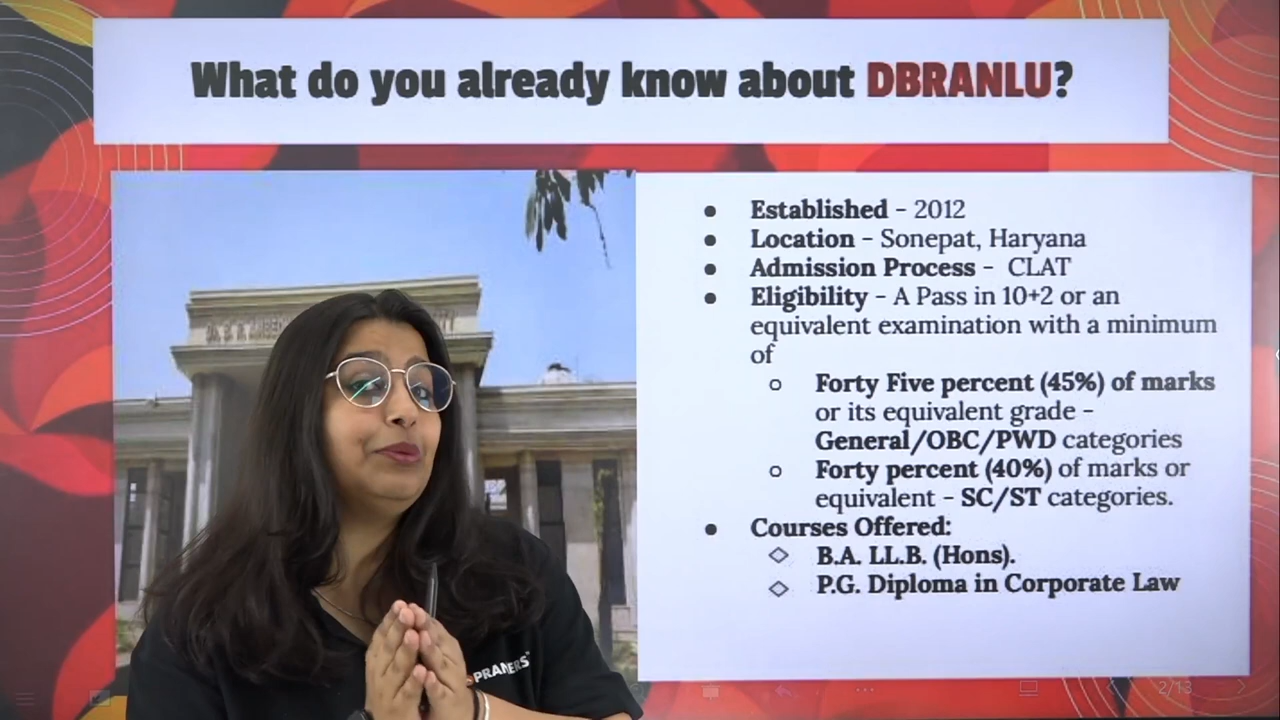 What do you already know about DBRANLU?
● Established - 2012
● Location - Sonepat, Haryana
● Admission Process - CLAT
● Eligibility - A Pass in 10+2 or an
equivalent examination with a minimum
of
○ Forty Five percent (45%) of marks
or its equivalent grade -
General/OBC/PWD categories
○ Forty percent (40%) of marks or
equivalent - SC/ST categories.
● Courses Offered:
◇ B.A. LL.B. (Hons).
◇ P.G. Diploma in Corporate Law
2/13